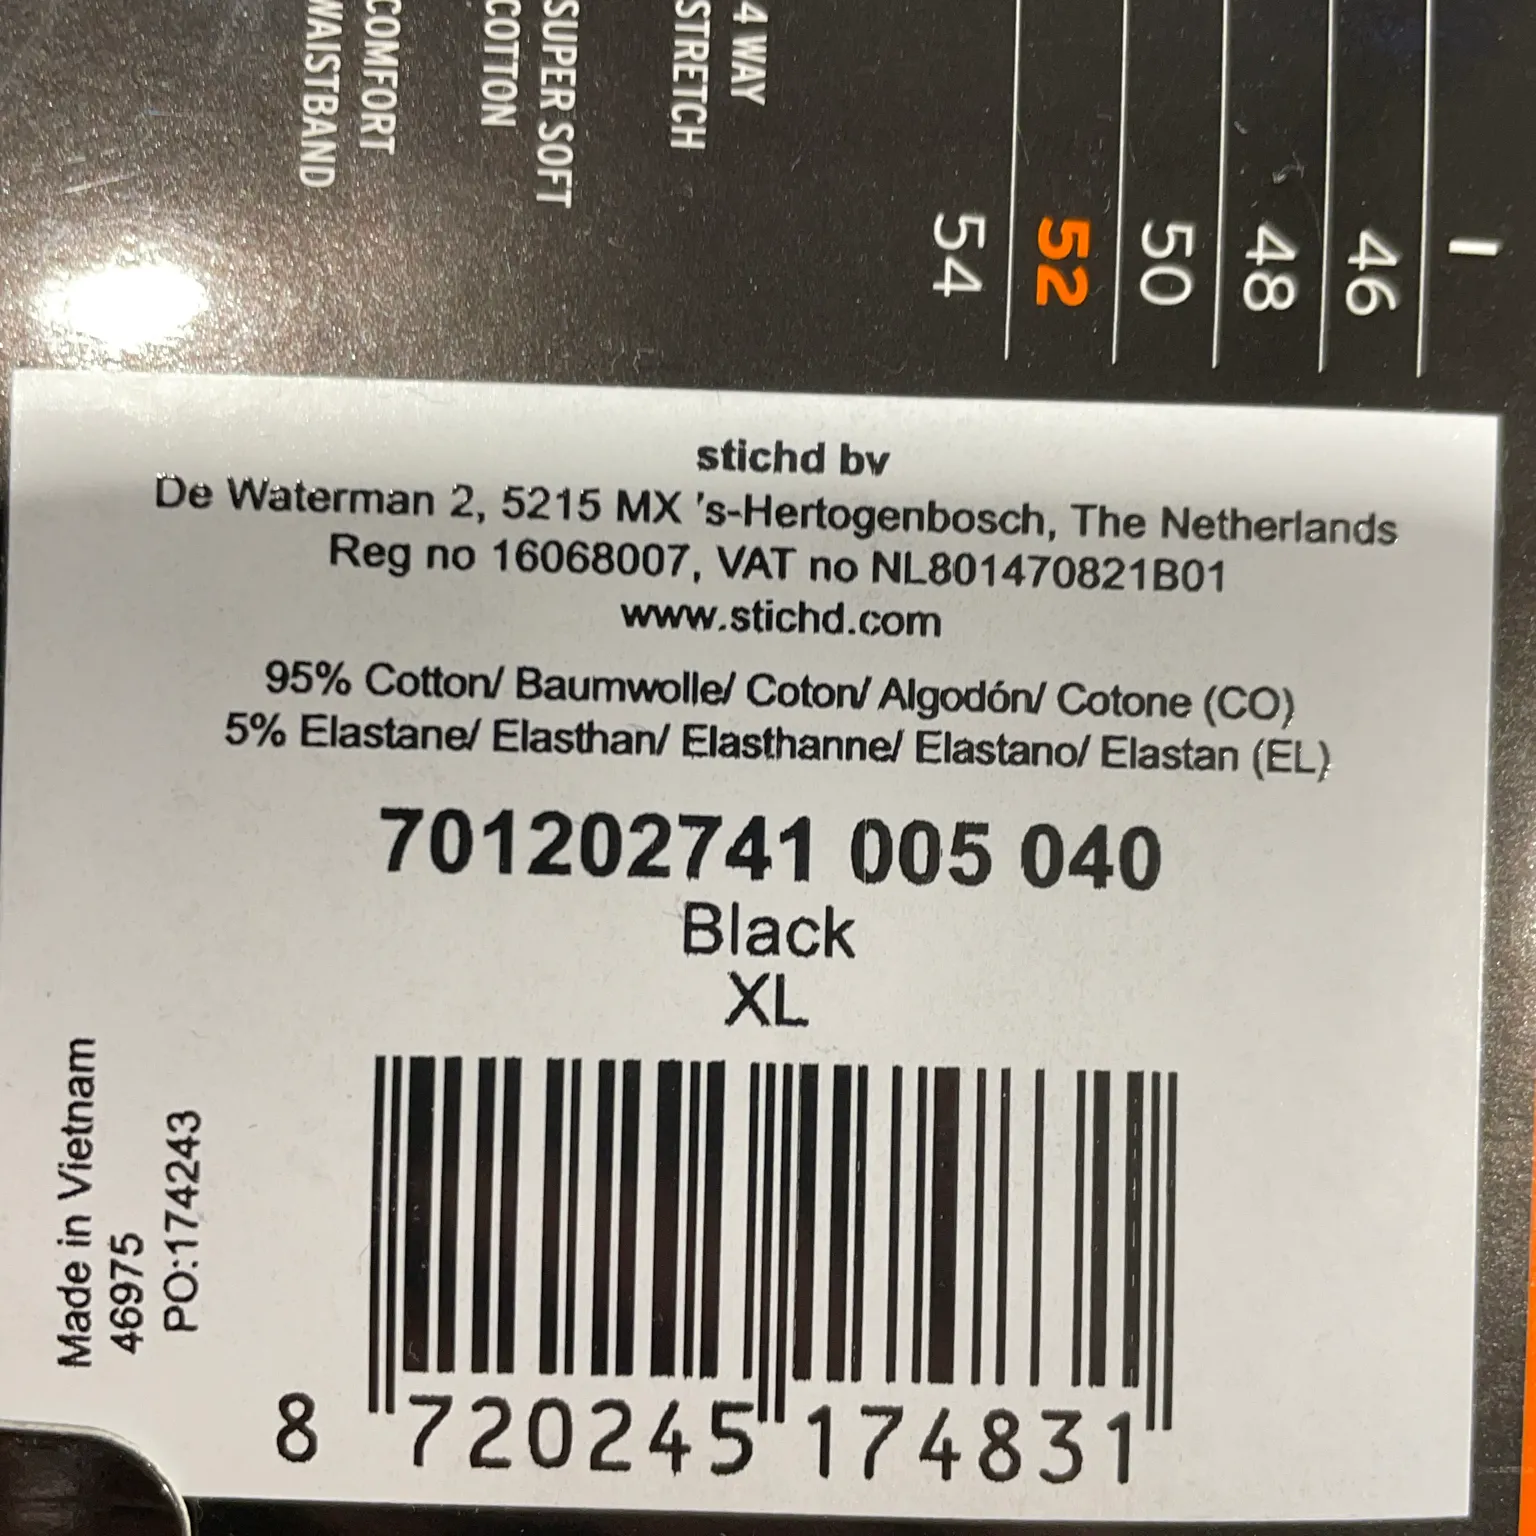 4 WAY
STRETCH
SUPER SOFT
COTTON
COMFORT
WAISTBAND
I
46
48
50
52
54
stichd bv
De Waterman 2, 5215 MX 's-Hertogenbosch, The Netherlands
Reg no 16068007, VAT no NL801470821B01
www.stichd.com
95% Cotton/ Baumwolle/ Coton/ Algodón/ Cotone (CO)
5% Elastane/ Elasthan/ Elasthanne/ Elastano/ Elastan (EL)
701202741 005 040
Black
XL
Made in Vietnam
46975
PO:174243
8 720245 174831